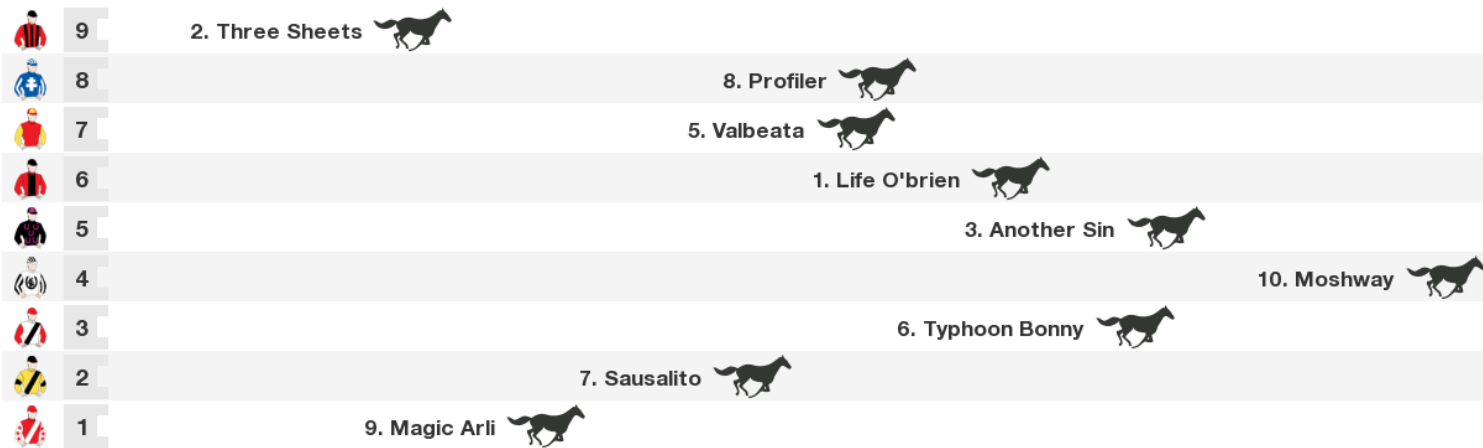 9 2. Three Sheets
8 8. Profiler
7 5. Valbeata
6 1. Life O'brien
5 3. Another Sin
4 10. Moshway
3 6. Typhoon Bonny
2 7. Sausalito
1 9. Magic Arli